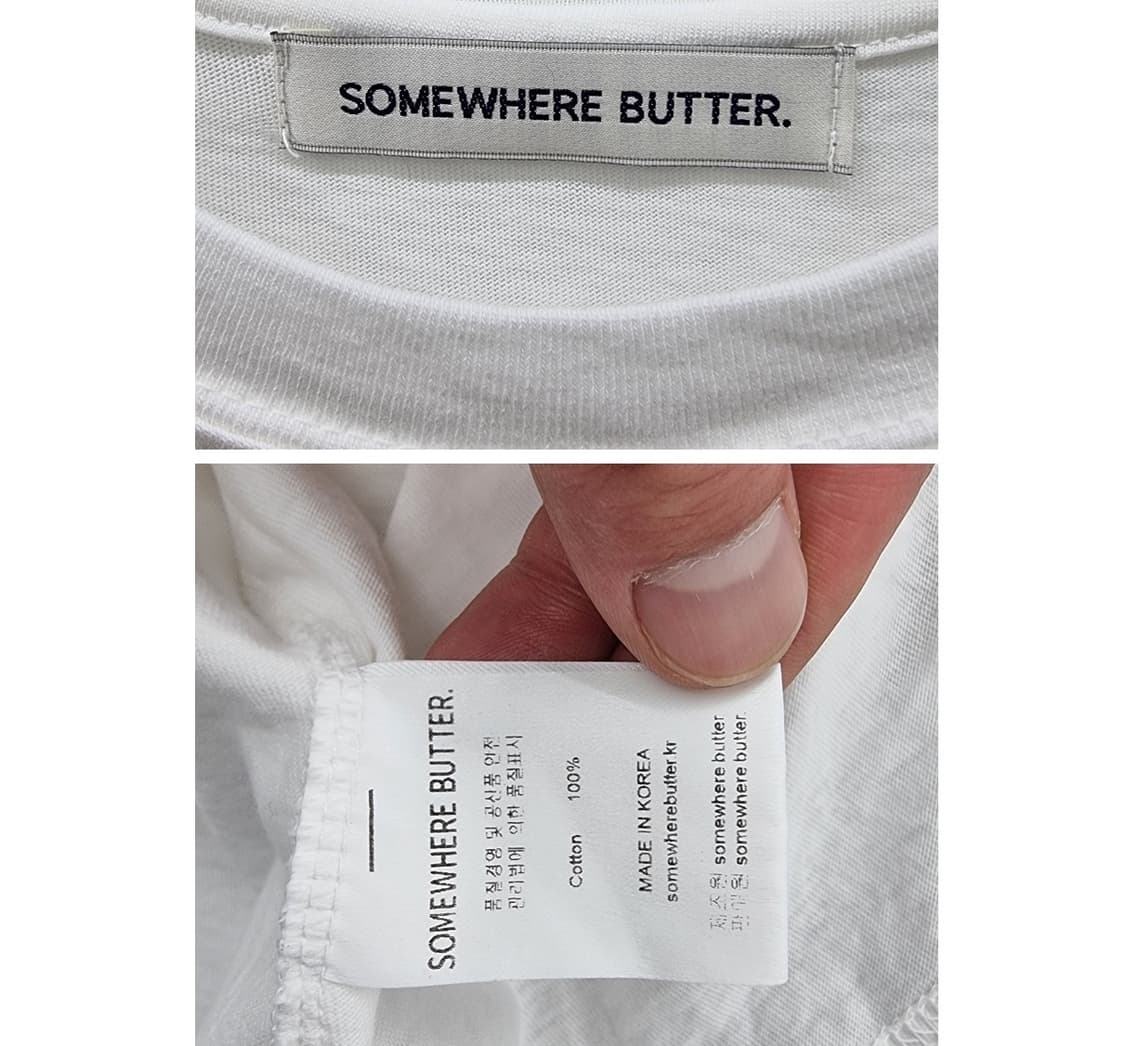 SOMEWHERE BUTTER.
SOMEWHERE BUTTER.
품질경영 및 공산품 안전
관리법에 의한 품질표시
Cotton 100%
MADE IN KOREA
somewherebutter.kr
제조원 somewhere butter
판매원 somewhere butter.